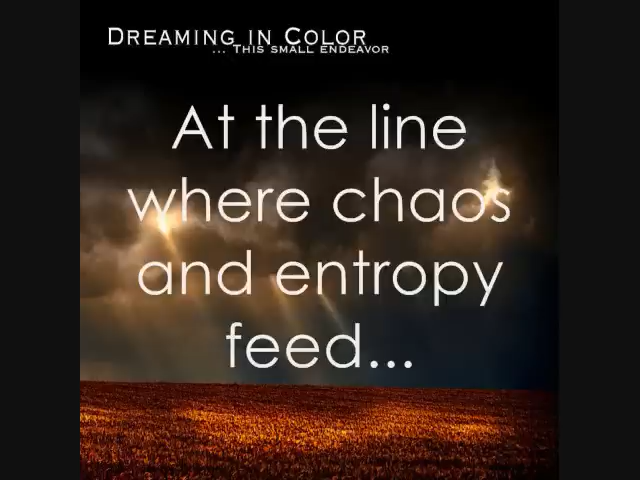 Dreaming in Color
... This small endeavor
At the line
where chaos
and entropy
feed...